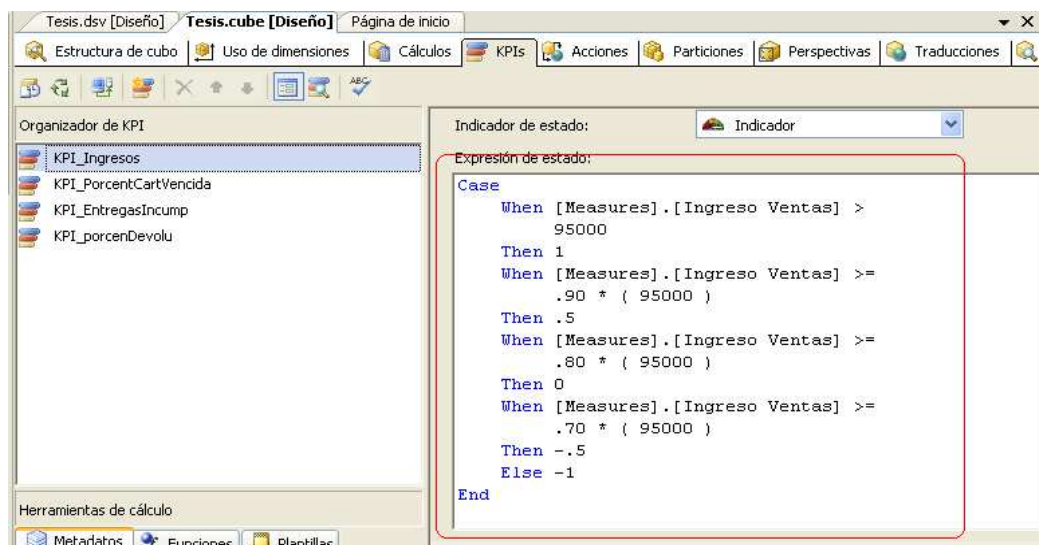 Tesis.dsv [Diseño] Tesis.cube [Diseño] Página de inicio
Estructura de cubo Uso de dimensiones Cálculos KPIs Acciones Particiones Perspectivas Traducciones
ABC
Organizador de KPI
KPI_Ingresos
KPI_PorcentCartVencida
KPI_EntregasIncump
KPI_porcenDevolu
Herramientas de cálculo
Metadatos Funciones Plantillas
Indicador de estado: Indicador
Expresión de estado:
Case
When [Measures].[Ingreso Ventas] >
95000
Then 1
When [Measures].[Ingreso Ventas] >=
.90 * ( 95000 )
Then .5
When [Measures].[Ingreso Ventas] >=
.80 * ( 95000 )
Then 0
When [Measures].[Ingreso Ventas] >=
.70 * ( 95000 )
Then -.5
Else -1
End